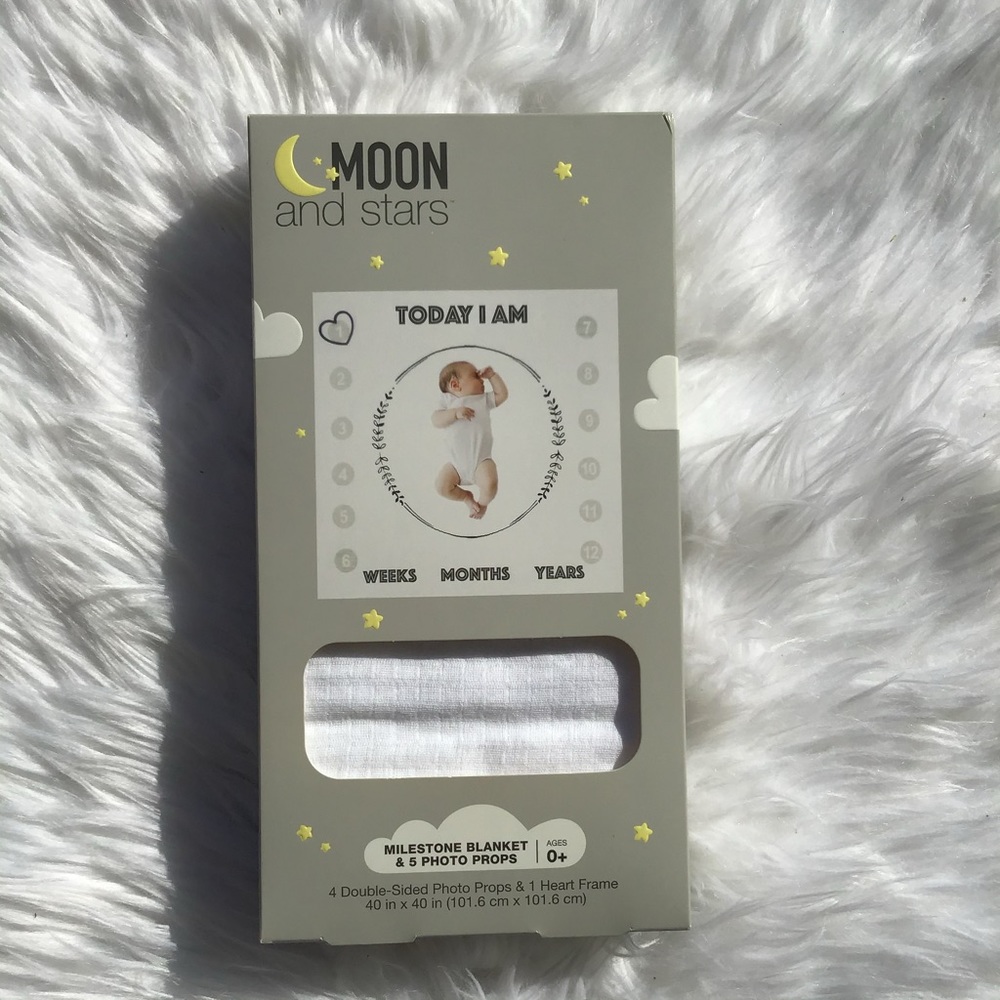 MOON
and stars™
TODAY I AM
1
7
2
8
3
9
4
10
5
11
6
12
WEEKS MONTHS YEARS
MILESTONE BLANKET
& 5 PHOTO PROPS
AGES
0+
4 Double-Sided Photo Props & 1 Heart Frame
40 in x 40 in (101.6 cm x 101.6 cm)